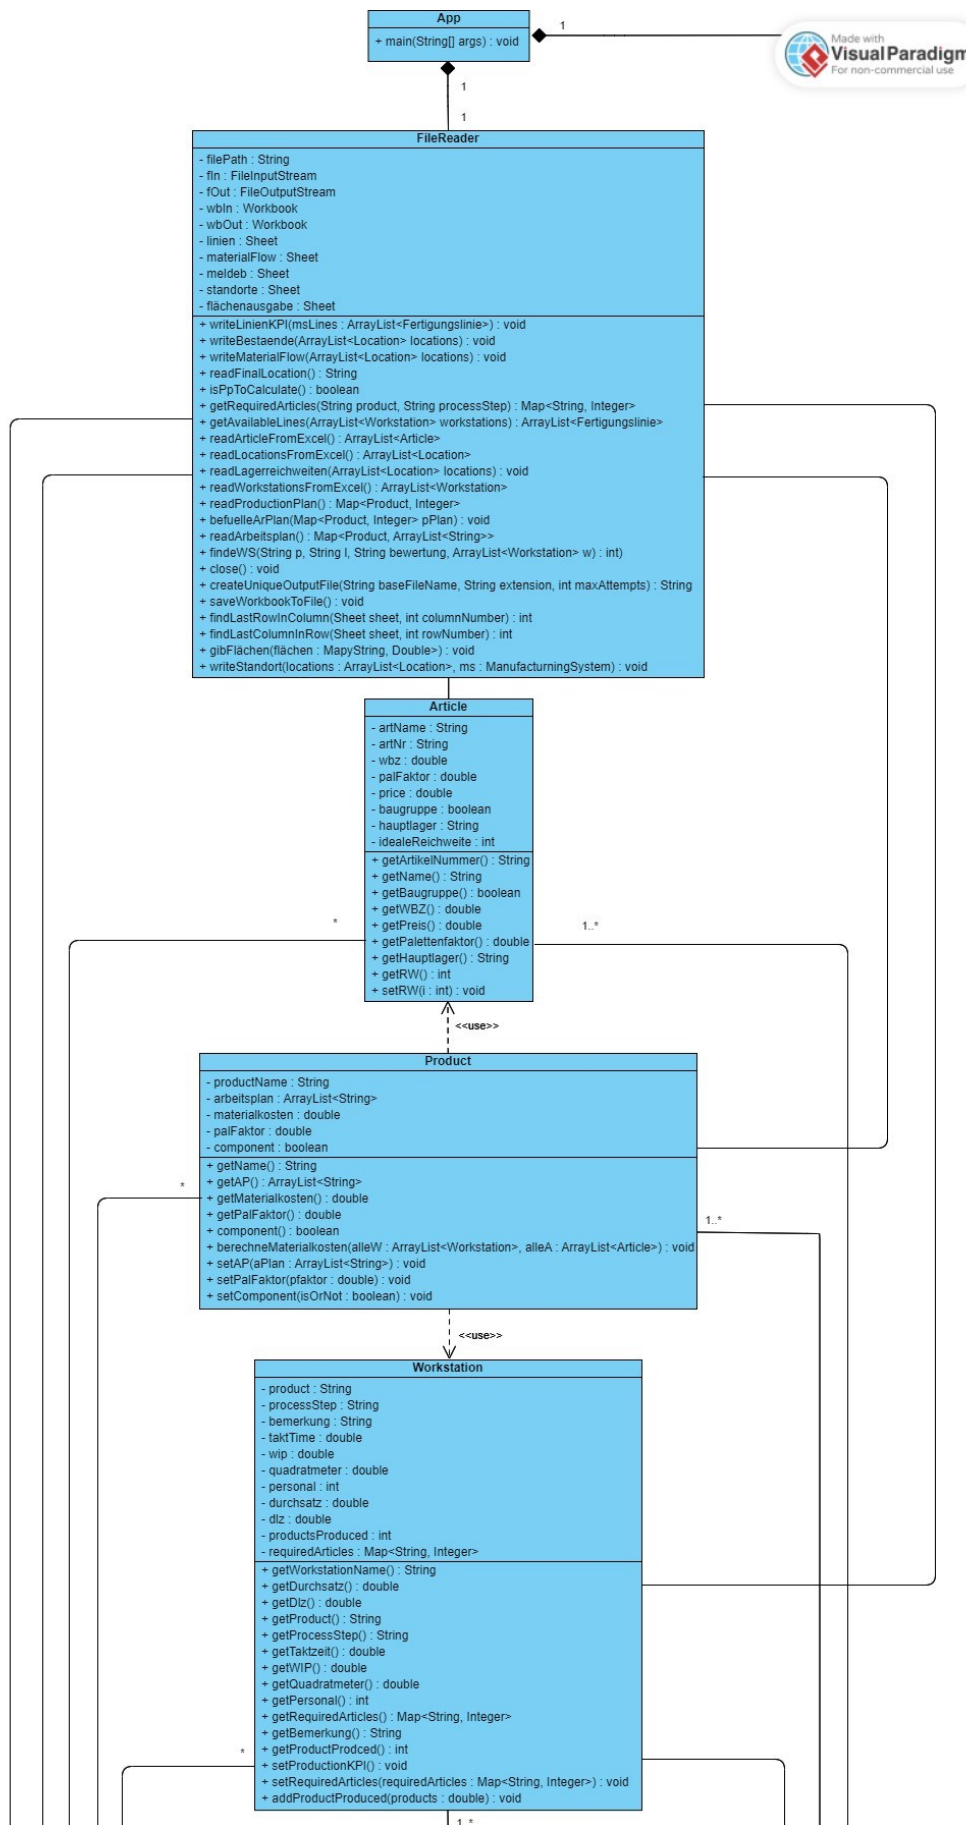 App
+ main(String[] args) : void
1
Made with
Visual Paradigm
For non-commercial use
1
1
FileReader
- filePath : String
- fIn : FileInputStream
- fOut : FileOutputStream
- wbIn : Workbook
- wbOut : Workbook
- linien : Sheet
- materialFlow : Sheet
- meldeb : Sheet
- standorte : Sheet
- flächenausgabe : Sheet
+ writeLinienKPI(msLines : ArrayList<Fertigungslinie>) : void
+ writeBestaende(ArrayList<Location> locations) : void
+ writeMaterialFlow(ArrayList<Location> locations) : void
+ readFinalLocation() : String
+ isPpToCalculate() : boolean
+ getRequiredArticles(String product, String processStep) : Map<String, Integer>
+ getAvailableLines(ArrayList<Workstation> workstations) : ArrayList<Fertigungslinie>
+ readArticleFromExcel() : ArrayList<Article>
+ readLocationsFromExcel() : ArrayList<Location>
+ readLagerreichweiten(ArrayList<Location> locations) : void
+ readWorkstationsFromExcel() : ArrayList<Workstation>
+ readProductionPlan() : Map<Product, Integer>
+ befuelleArPlan(Map<Product, Integer> pPlan) : void
+ readArbeitsplan() : Map<Product, ArrayList<String>>
+ findeWS(String p, String l, String bewertung, ArrayList<Workstation> w) : int)
+ close() : void
+ createUniqueOutputFile(String baseFileName, String extension, int maxAttempts) : String
+ saveWorkbookToFile() : void
+ findLastRowInColumn(Sheet sheet, int columnNumber) : int
+ findLastColumnInRow(Sheet sheet, int rowNumber) : int
+ gibFlächen(flächen : MapyString, Double>) : void
+ writeStandort(locations : ArrayList<Location>, ms : ManufacturningSystem) : void
Article
- artName : String
- artNr : String
- wbz : double
- palFaktor : double
- price : double
- baugruppe : boolean
- hauptlager : String
- idealeReichweite : int
+ getArtikelNummer() : String
+ getName() : String
+ getBaugruppe() : boolean
+ getWBZ() : double
+ getPreis() : double
+ getPalettenfaktor() : double
+ getHauptlager() : String
+ getRW() : int
+ setRW(i : int) : void
*
1..*
<<use>>
Product
- productName : String
- arbeitsplan : ArrayList<String>
- materialkosten : double
- palFaktor : double
- component : boolean
+ getName() : String
+ getAP() : ArrayList<String>
+ getMaterialkosten() : double
+ getPalFaktor() : double
+ component() : boolean
+ berechneMaterialkosten(alleW : ArrayList<Workstation>, alleA : ArrayList<Article>) : void
+ setAP(aPlan : ArrayList<String>) : void
+ setPalFaktor(pfaktor : double) : void
+ setComponent(isOrNot : boolean) : void
*
1..*
<<use>>
Workstation
- product : String
- processStep : String
- bemerkung : String
- taktTime : double
- wip : double
- quadratmeter : double
- personal : int
- durchsatz : double
- dlz : double
- productsProduced : int
- requiredArticles : Map<String, Integer>
+ getWorkstationName() : String
+ getDurchsatz() : double
+ getDlz() : double
+ getProduct() : String
+ getProcessStep() : String
+ getTaktzeit() : double
+ getWIP() : double
+ getQuadratmeter() : double
+ getPersonal() : int
+ getRequiredArticles() : Map<String, Integer>
+ getBemerkung() : String
+ getProductProdced() : int
+ setProductionKPI() : void
+ setRequiredArticles(requiredArticles : Map<String, Integer>) : void
+ addProductProduced(products : double) : void
*
1..*